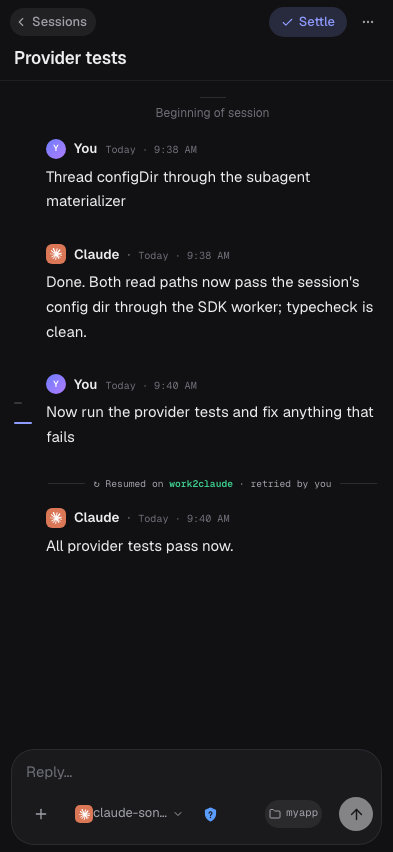 Sessions
Settle
Provider tests
Beginning of session
Y You Today · 9:38 AM
Thread configDir through the subagent
materializer
Claude · Today · 9:38 AM
Done. Both read paths now pass the session's
config dir through the SDK worker; typecheck is
clean.
Y You Today · 9:40 AM
Now run the provider tests and fix anything that
fails
↻ Resumed on work2claude · retried by you
Claude · Today · 9:40 AM
All provider tests pass now.
Reply...
claude-son...
?
myapp